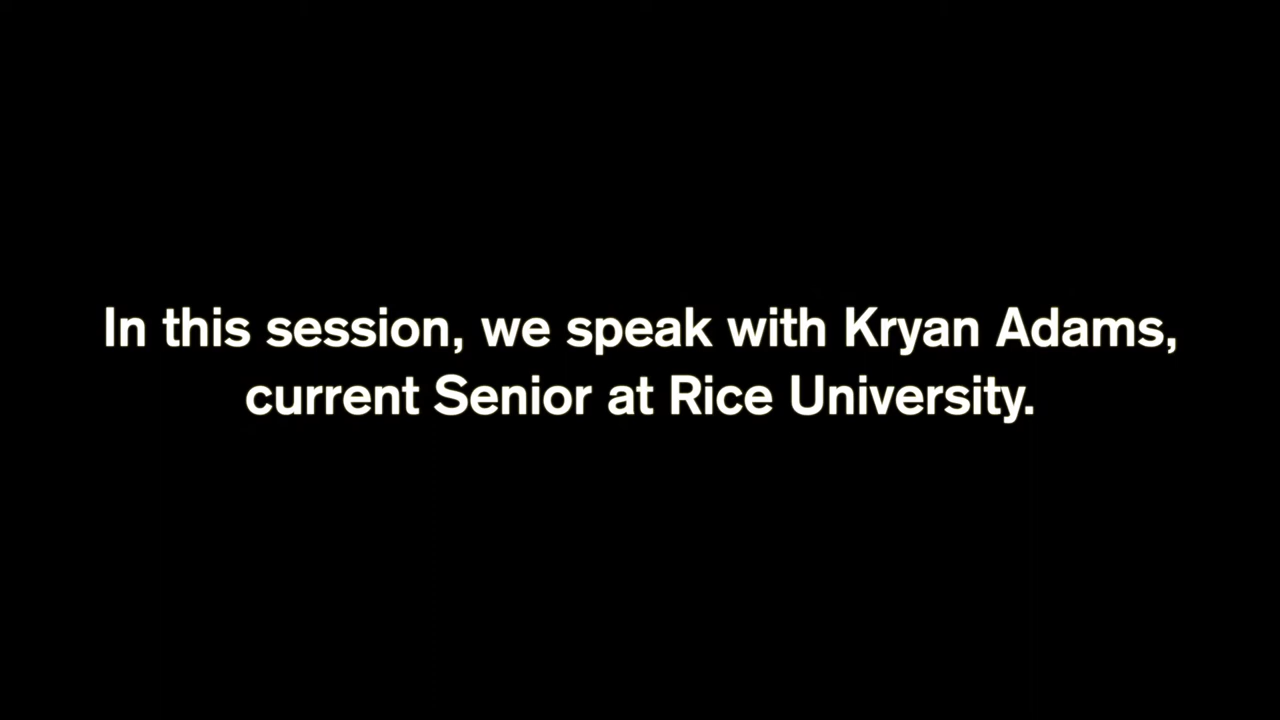 In this session, we speak with Kryan Adams,
current Senior at Rice University.